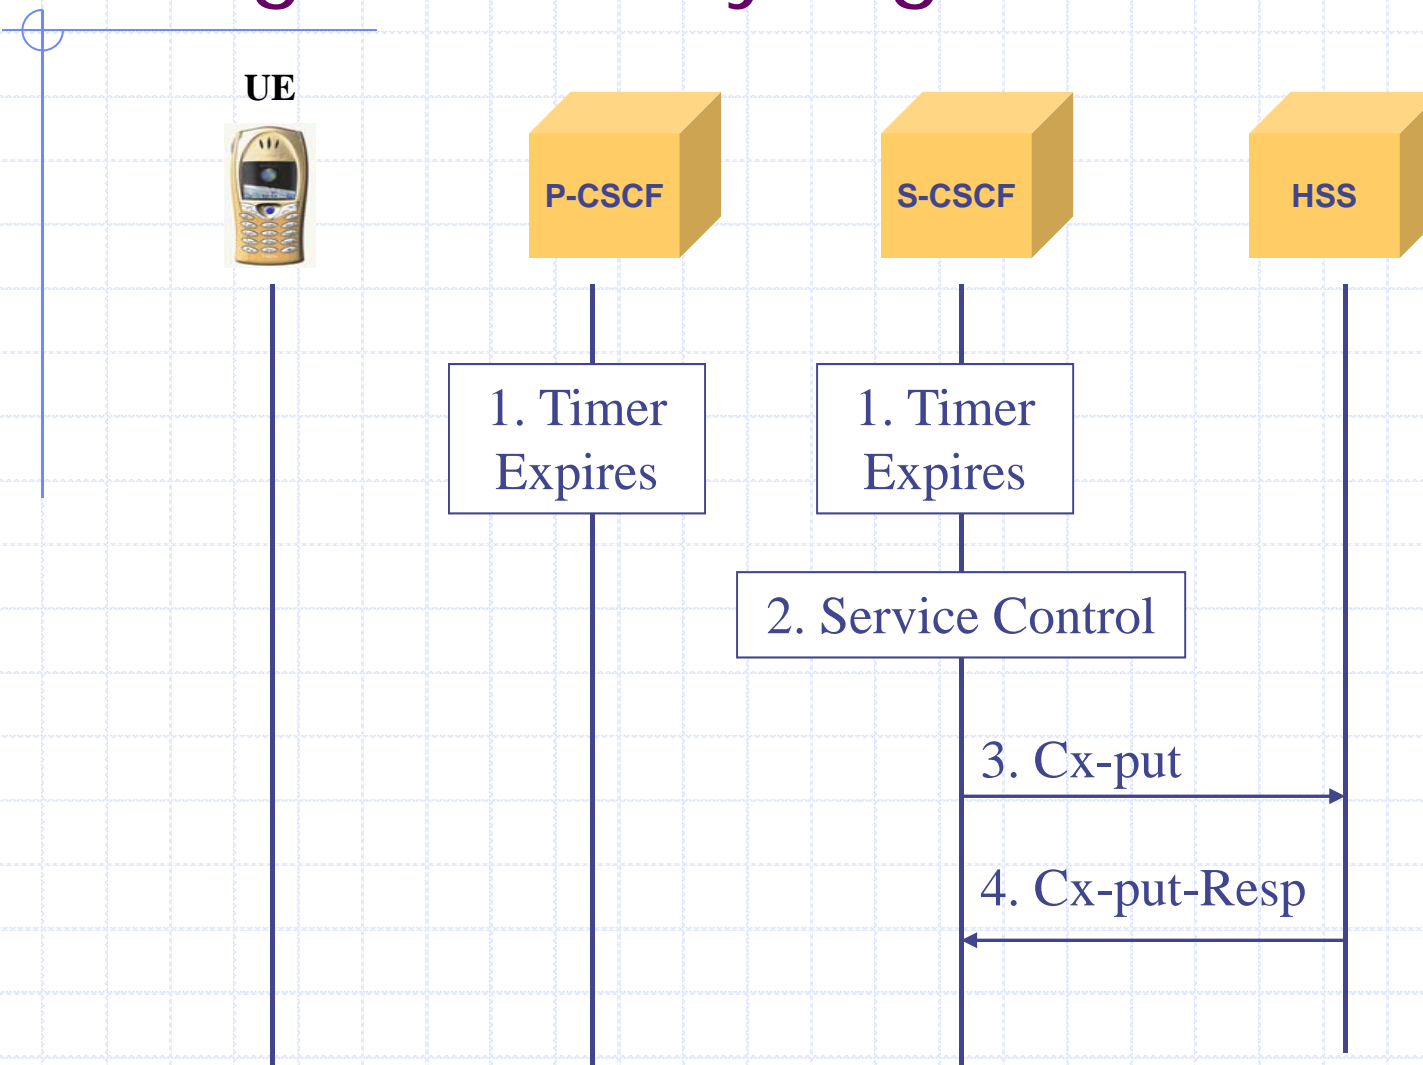 UE
P-CSCF
S-CSCF
HSS
1. Timer
Expires
1. Timer
Expires
2. Service Control
3. Cx-put
4. Cx-put-Resp